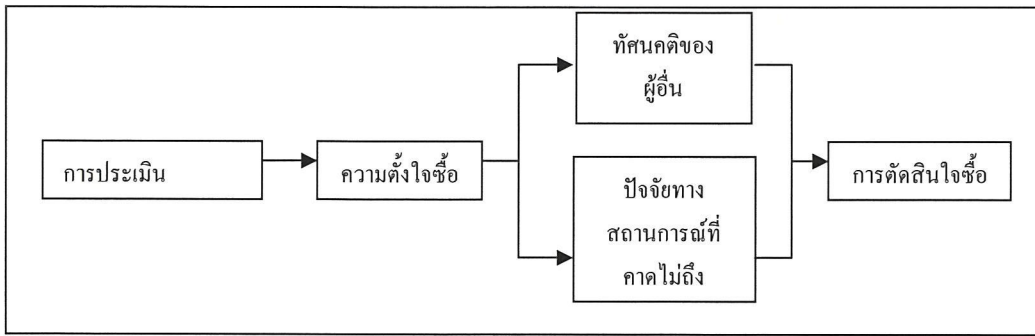 การประเมิน
ความตั้งใจซื้อ
ทัศนคติของ
ผู้อื่น
ปัจจัยทาง
สถานการณ์ที่
คาดไม่ถึง
การตัดสินใจซื้อ